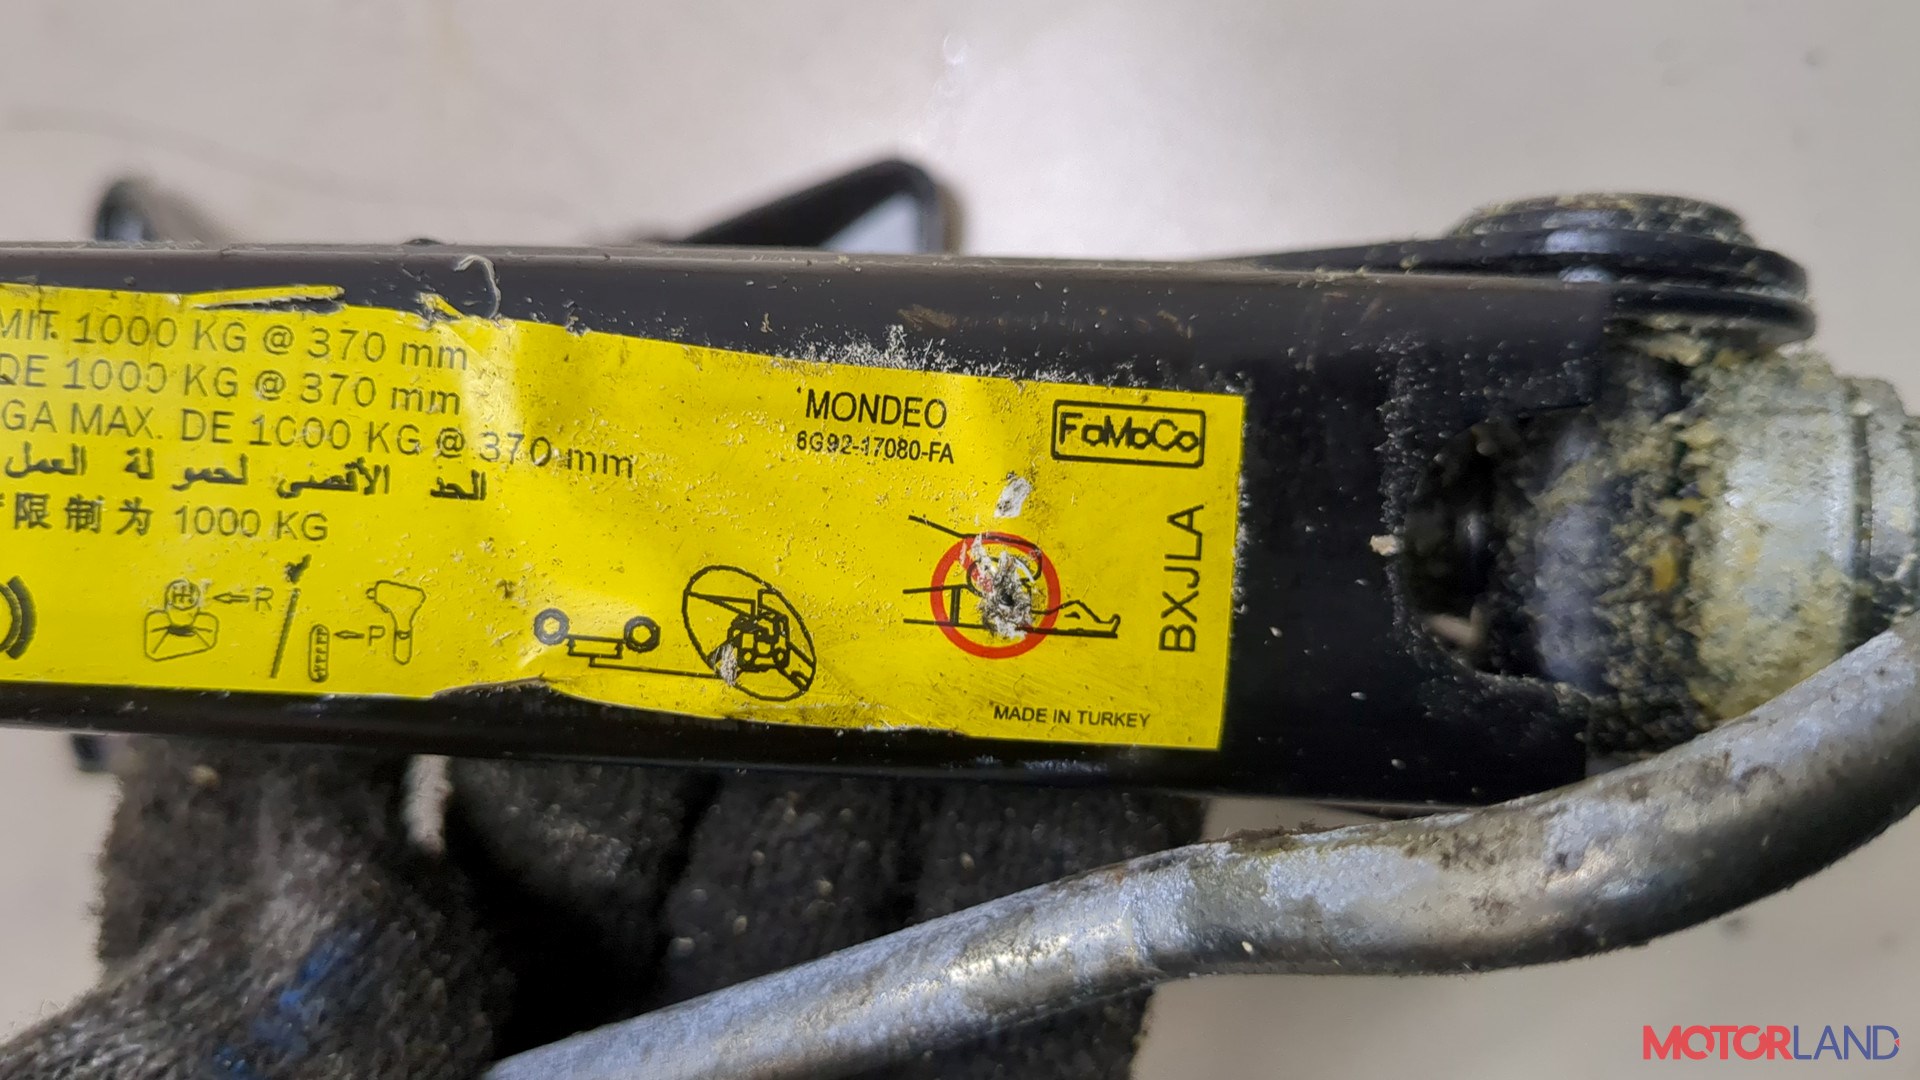 MIT. 1000 KG @ 370 mm
DE 1000 KG @ 370 mm
GA MAX. DE 1000 KG @ 370 mm
الحد الأقصى لحمولة العمل
限制为 1000 KG
MONDEO
6G92-17080-FA
FoMoCo
R
P
BXJLA
MADE IN TURKEY
MOTORLAND